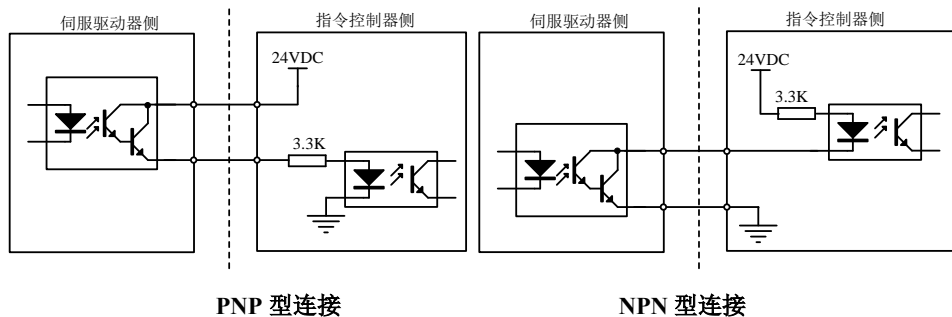 伺服驱动器侧
指令控制器侧
24VDC
3.3K
PNP 型连接
伺服驱动器侧
指令控制器侧
24VDC
3.3K
NPN 型连接